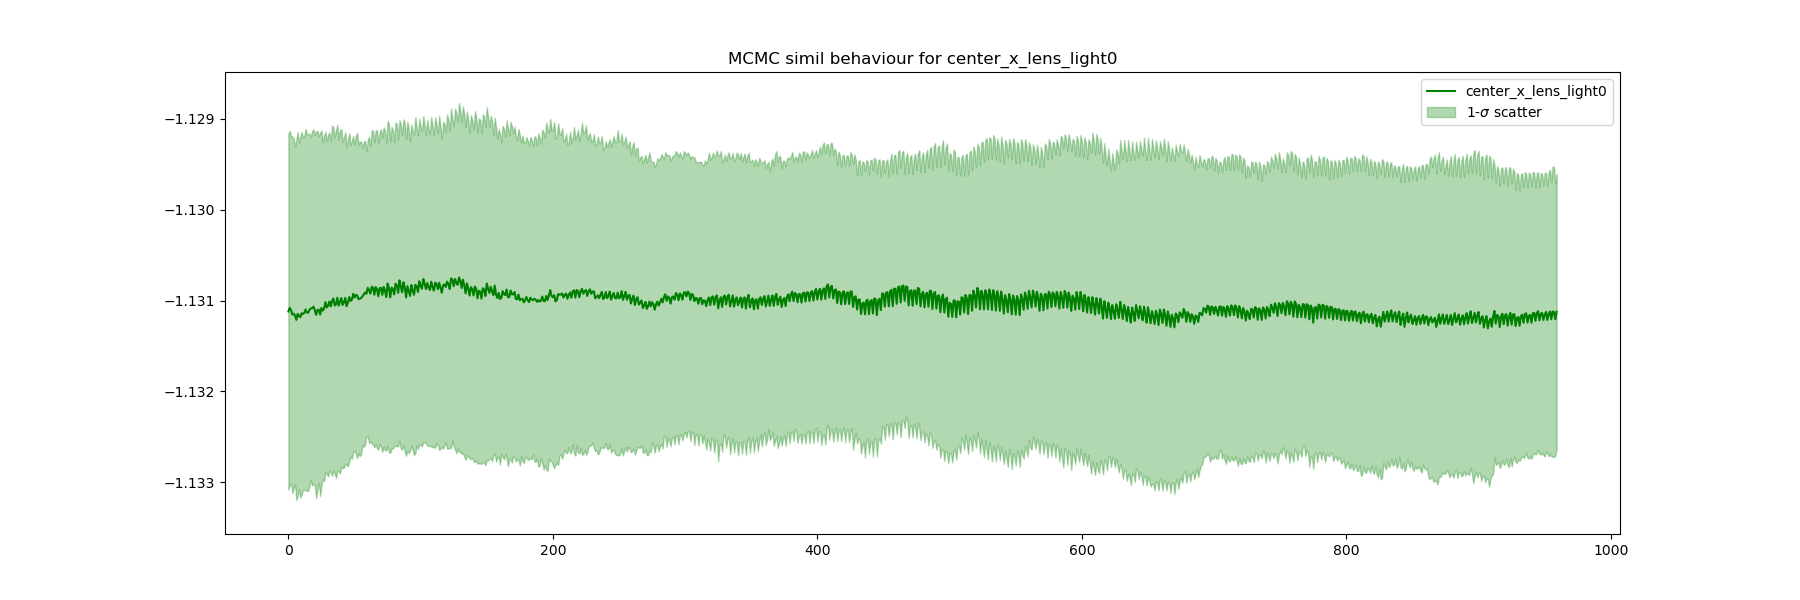 MCMC simil behaviour for center_x_lens_light0
center_x_lens_light0
1-σ scatter
−1.129
−1.130
−1.131
−1.132
−1.133
0 200 400 600 800 1000